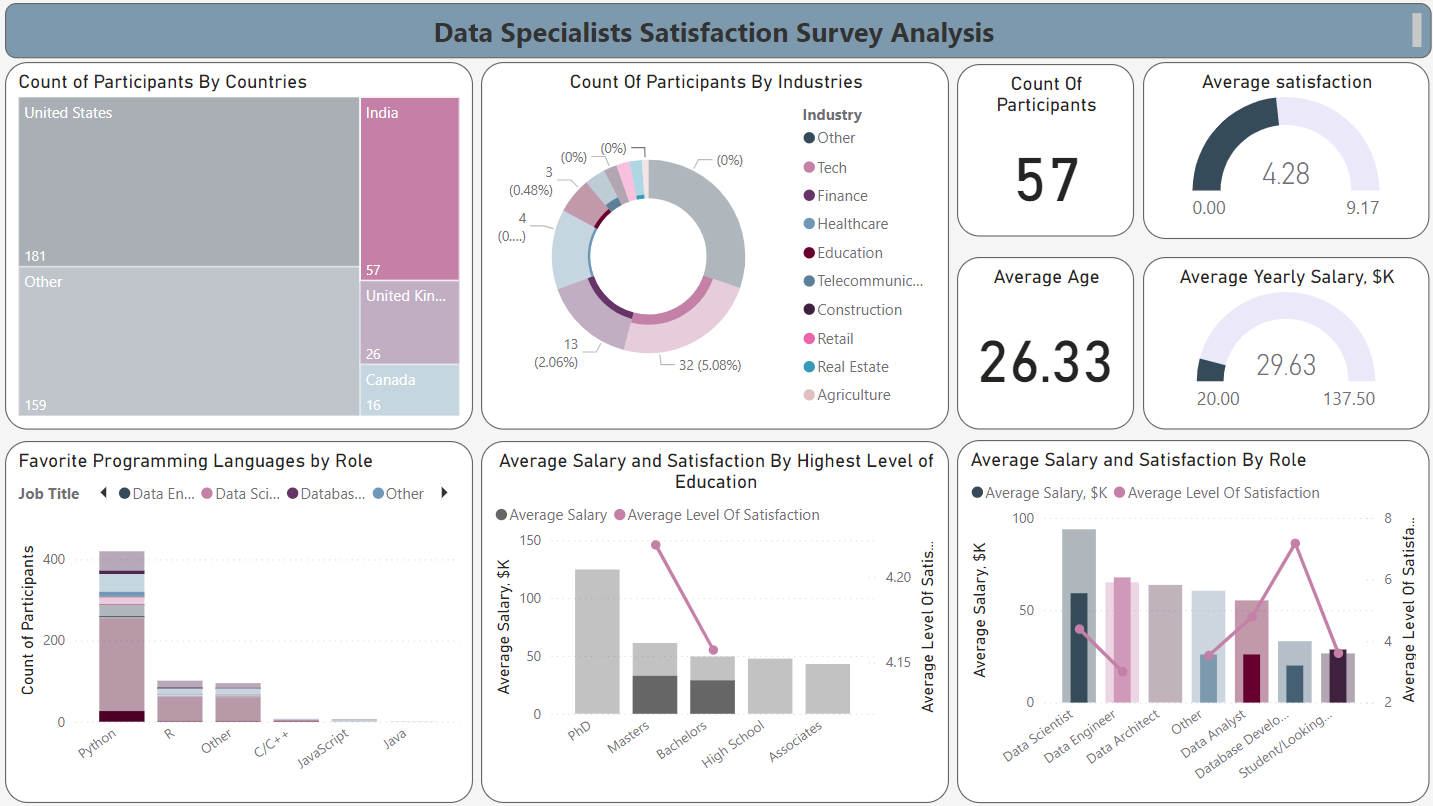 Data Specialists Satisfaction Survey Analysis
Count of Participants By Countries
United States
181
Other
159
India
57
United Kin...
26
Canada
16
Count Of Participants By Industries
(0%)
(0%)
(0%)
3
(0.48%)
4
(0....)
13
(2.06%)
32 (5.08%)
Industry
Other
Tech
Finance
Healthcare
Education
Telecommunic...
Construction
Retail
Real Estate
Agriculture
Count Of
Participants
57
Average satisfaction
4.28
0.00
9.17
Average Age
26.33
Average Yearly Salary, $K
29.63
20.00
137.50
Favorite Programming Languages by Role
Job Title
Data En...
Data Sci...
Databas...
Other
Count of Participants
400
200
0
Python
R
Other
C/C++
JavaScript
Java
Average Salary and Satisfaction By Highest Level of
Education
Average Salary
Average Level Of Satisfaction
Average Salary, $K
150
100
50
0
4.20
4.15
Average Level Of Satis...
PhD
Masters
Bachelors
High School
Associates
Average Salary and Satisfaction By Role
Average Salary, $K
Average Level Of Satisfaction
Average Salary, $K
100
50
0
8
6
4
2
Average Level Of Satisfa...
Data Scientist
Data Engineer
Data Architect
Other
Data Analyst
Database Develo...
Student/Looking...